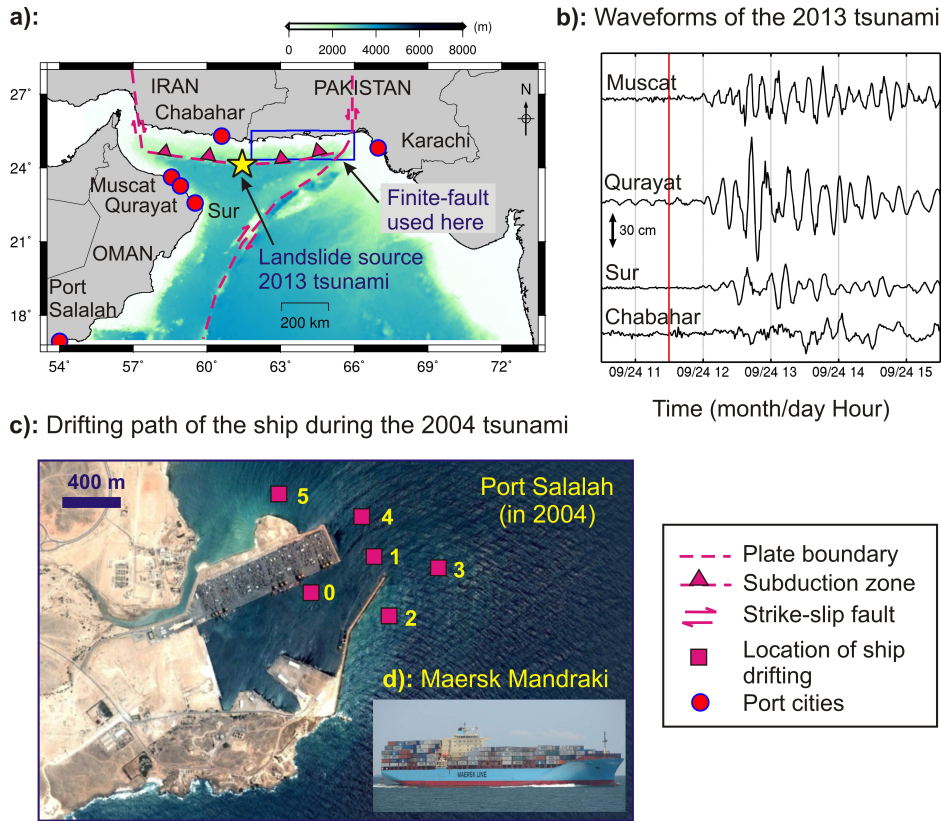 a):
(m)
0 2000 4000 6000 8000
27°
24°
21°
18°
54° 57° 60° 63° 66° 69° 72°
IRAN
PAKISTAN
N
Chabahar
Karachi
Muscat
Qurayat
Sur
Finite-fault
used here
OMAN
Landslide source
2013 tsunami
Port
Salalah
200 km
b): Waveforms of the 2013 tsunami
Muscat
Qurayat
30 cm
Sur
Chabahar
09/24 11 09/24 12 09/24 13 09/24 14 09/24 15
Time (month/day Hour)
c): Drifting path of the ship during the 2004 tsunami
400 m
Port Salalah
(in 2004)
5
4
1
3
0
2
d): Maersk Mandraki
MAERSK LINE
Plate boundary
Subduction zone
Strike-slip fault
Location of ship
drifting
Port cities